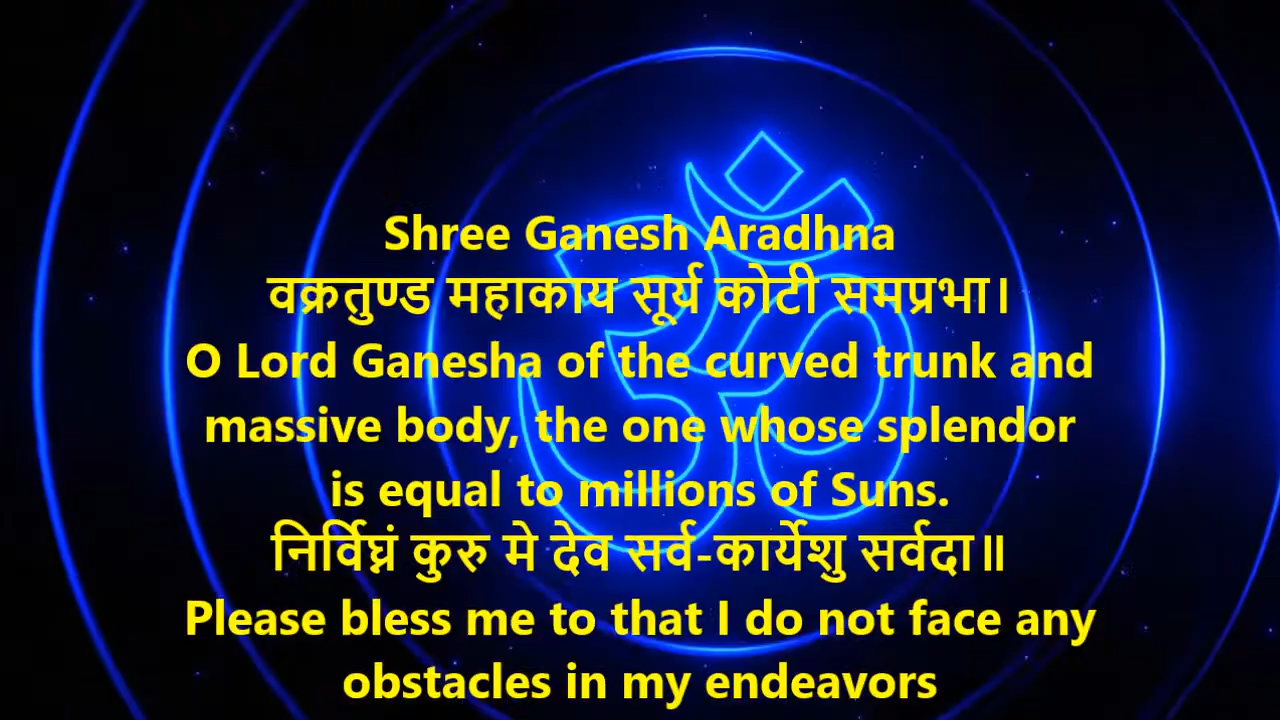 Shree Ganesh Aradhna
वक्रतुण्ड महाकाय सूर्य कोटी समप्रभा।
O Lord Ganesha of the curved trunk and
massive body, the one whose splendor
is equal to millions of Suns.
निर्विघ्नं कुरु मे देव सर्व-कार्येशु सर्वदा॥
Please bless me to that I do not face any
obstacles in my endeavors